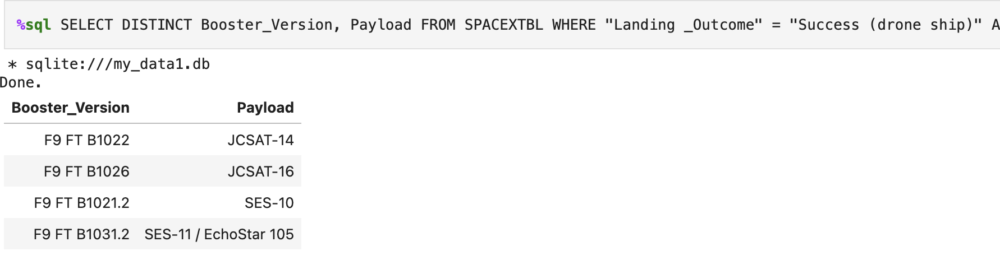 %sql SELECT DISTINCT Booster_Version, Payload FROM SPACEXTBL WHERE "Landing _Outcome" = "Success (drone ship)" A
* sqlite:///my_data1.db
Done.
Booster_Version Payload
F9 FT B1022 JCSAT-14
F9 FT B1026 JCSAT-16
F9 FT B1021.2 SES-10
F9 FT B1031.2 SES-11 / EchoStar 105